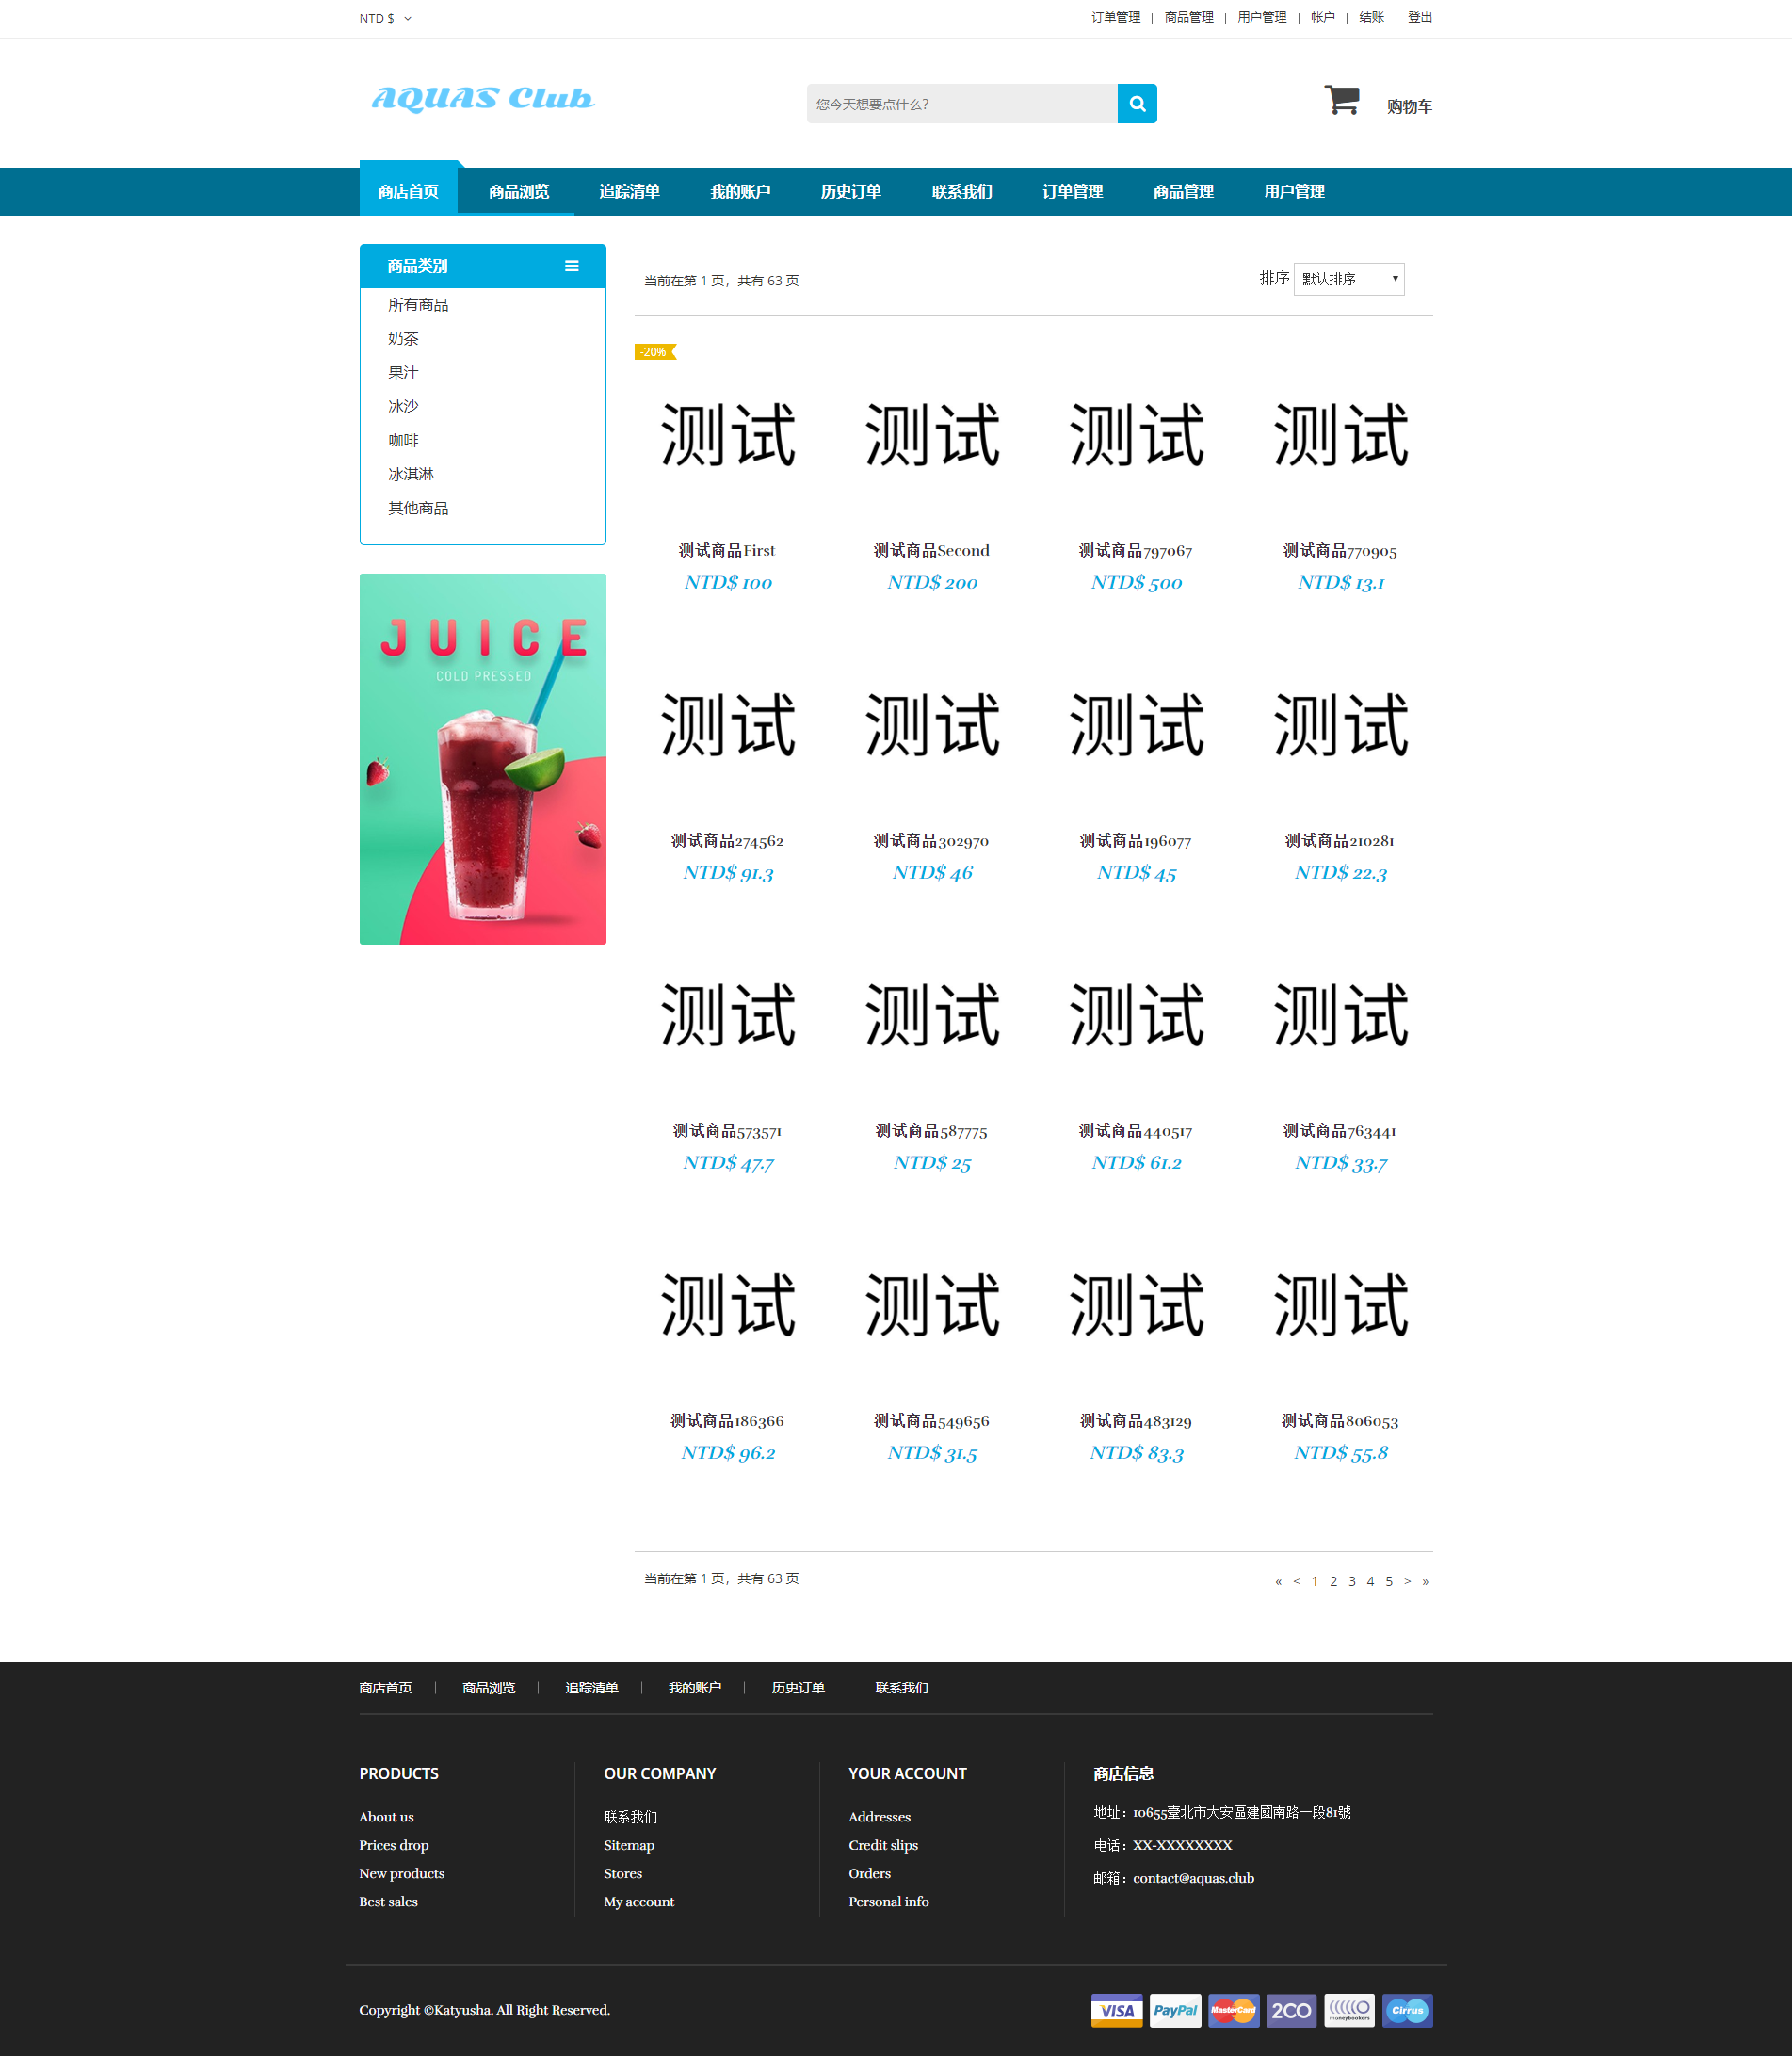 NTD $
订单管理 | 商品管理 | 用户管理 | 帐户 | 结账 | 登出
AQUAS Club
您今天想要点什么?
购物车
商店首页 商品浏览 追踪清单 我的账户 历史订单 联系我们 订单管理 商品管理 用户管理
商品类别
所有商品
奶茶
果汁
冰沙
咖啡
冰淇淋
其他商品
JUICE
COLD PRESSED
当前在第 1 页，共有 63 页
排序 默认排序
-20%
测试 测试 测试 测试
测试商品First 测试商品Second 测试商品797067 测试商品770905
NTD$ 100 NTD$ 200 NTD$ 500 NTD$ 13.1
测试 测试 测试 测试
测试商品274562 测试商品302970 测试商品196077 测试商品210281
NTD$ 91.3 NTD$ 46 NTD$ 45 NTD$ 22.3
测试 测试 测试 测试
测试商品573571 测试商品587775 测试商品440517 测试商品763441
NTD$ 47.7 NTD$ 25 NTD$ 61.2 NTD$ 33.7
测试 测试 测试 测试
测试商品186366 测试商品549656 测试商品483129 测试商品806053
NTD$ 96.2 NTD$ 31.5 NTD$ 83.3 NTD$ 55.8
当前在第 1 页，共有 63 页
« < 1 2 3 4 5 > »
商店首页 | 商品浏览 | 追踪清单 | 我的账户 | 历史订单 | 联系我们
PRODUCTS
About us
Prices drop
New products
Best sales
OUR COMPANY
联系我们
Sitemap
Stores
My account
YOUR ACCOUNT
Addresses
Credit slips
Orders
Personal info
商店信息
地址：10655臺北市大安區建國南路一段81號
电话：XX-XXXXXXXX
邮箱：contact@aquas.club
Copyright ©Katyusha. All Right Reserved.
VISA PayPal MasterCard 2CO moneybookers Cirrus